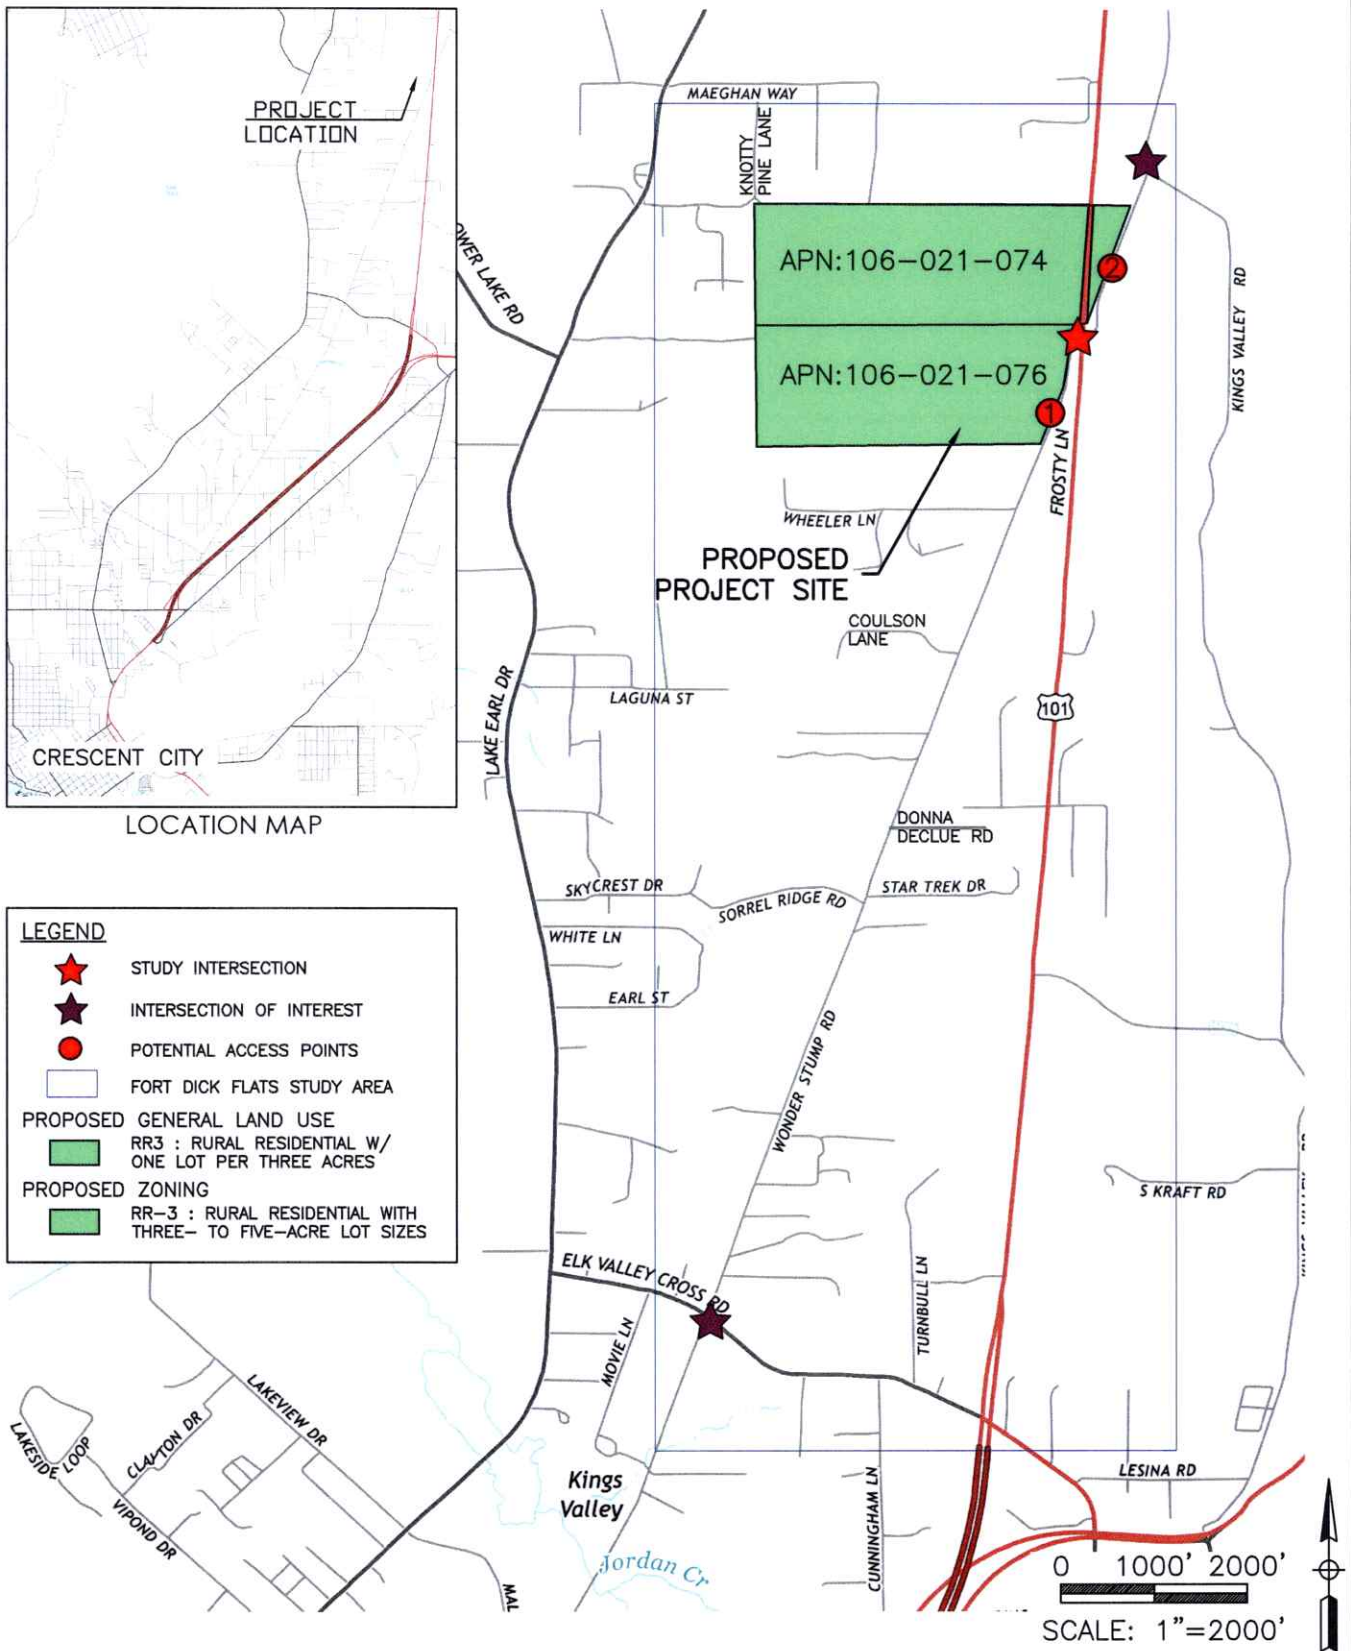 PROJECT
LOCATION
CRESCENT CITY
LOCATION MAP
LEGEND
STUDY INTERSECTION
INTERSECTION OF INTEREST
POTENTIAL ACCESS POINTS
FORT DICK FLATS STUDY AREA
PROPOSED GENERAL LAND USE
RR3 : RURAL RESIDENTIAL W/
ONE LOT PER THREE ACRES
PROPOSED ZONING
RR-3 : RURAL RESIDENTIAL WITH
THREE- TO FIVE-ACRE LOT SIZES
MAEGHAN WAY
KNOTTY
PINE LANE
OWER LAKE RD
APN:106-021-074
2
KINGS VALLEY RD
APN:106-021-076
1
FROSTY LN
WHEELER LN
PROPOSED
PROJECT SITE
COULSON
LANE
LAKE EARL DR
LAGUNA ST
101
DONNA
DECLUE RD
SKYCREST DR
SORREL RIDGE RD
STAR TREK DR
WHITE LN
EARL ST
WONDER STUMP RD
S KRAFT RD
ELK VALLEY CROSS RD
MOVIE LN
TURNBULL LN
LAKEVIEW DR
CLAYTON DR
LAKESIDE LOOP
VIPOND DR
MAL
Kings
Valley
Jordan Cr
CUNNINGHAM LN
LESINA RD
0 1000' 2000'
SCALE: 1"=2000'